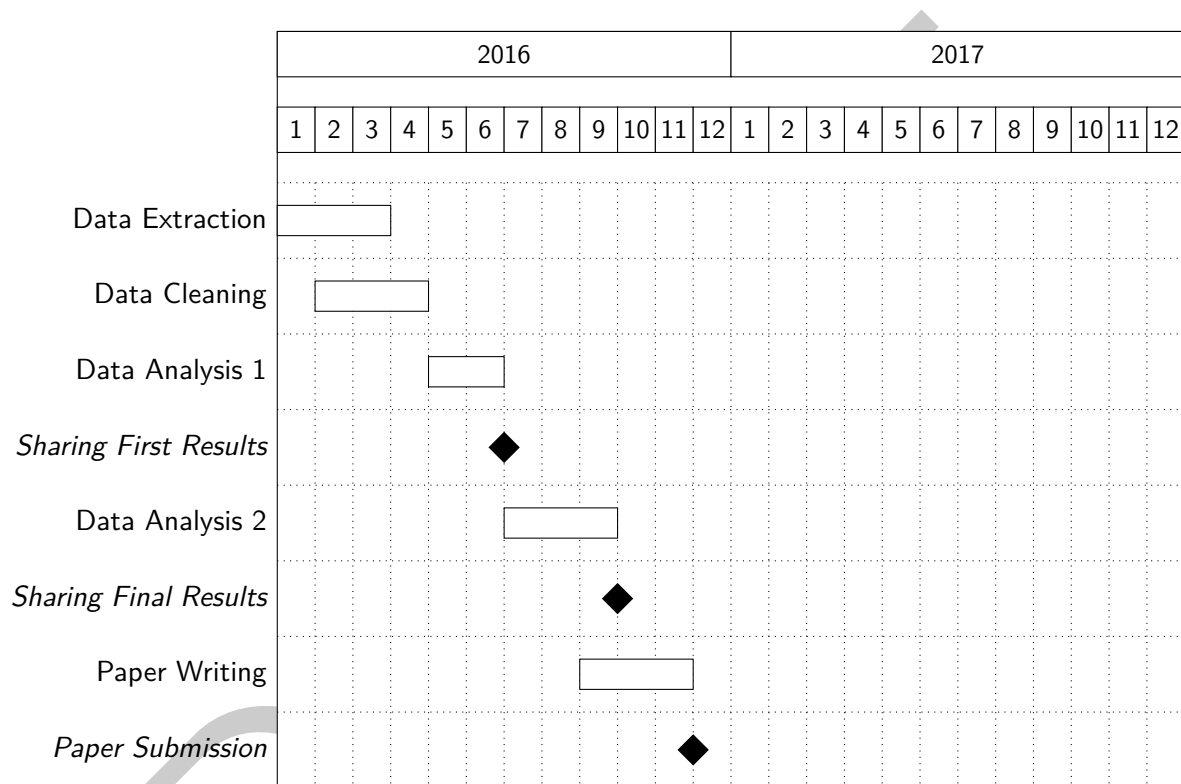 2016 2017
1 2 3 4 5 6 7 8 9 10 11 12 1 2 3 4 5 6 7 8 9 10 11 12
Data Extraction
Data Cleaning
Data Analysis 1
Sharing First Results
Data Analysis 2
Sharing Final Results
Paper Writing
Paper Submission